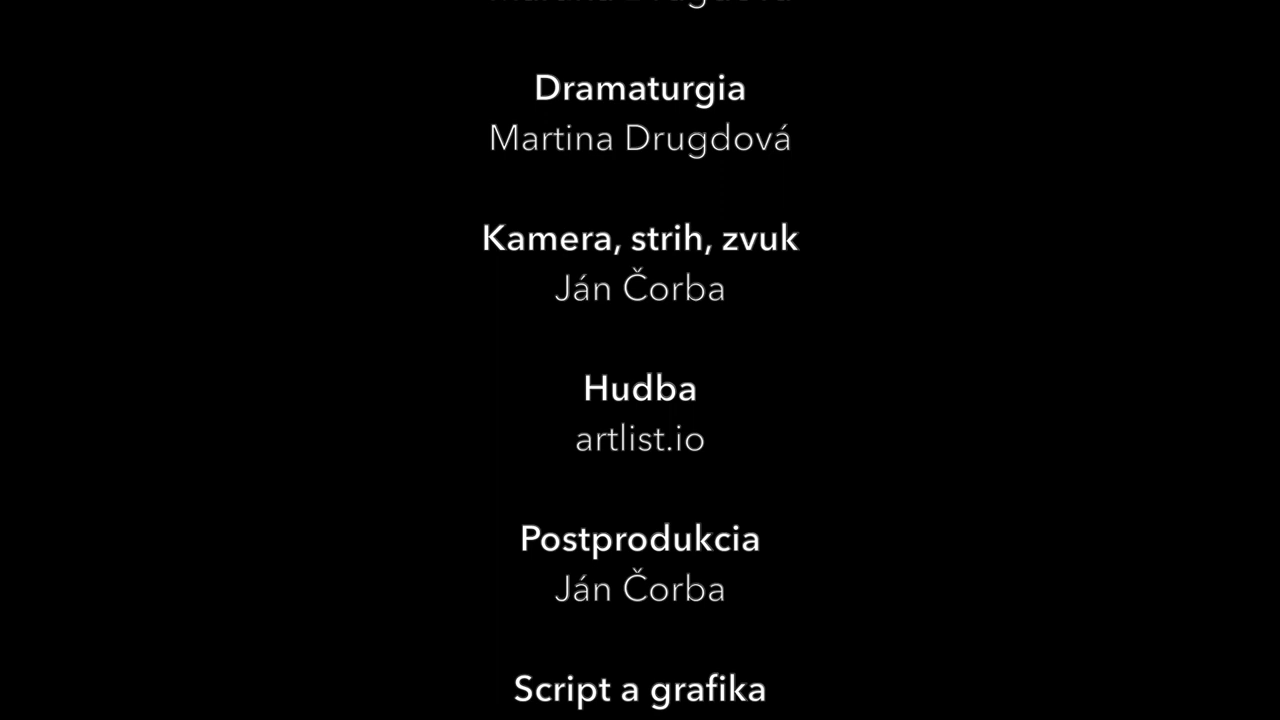 Dramaturgia
Martina Drugdová
Kamera, strih, zvuk
Ján Čorba
Hudba
artlist.io
Postprodukcia
Ján Čorba
Script a grafika